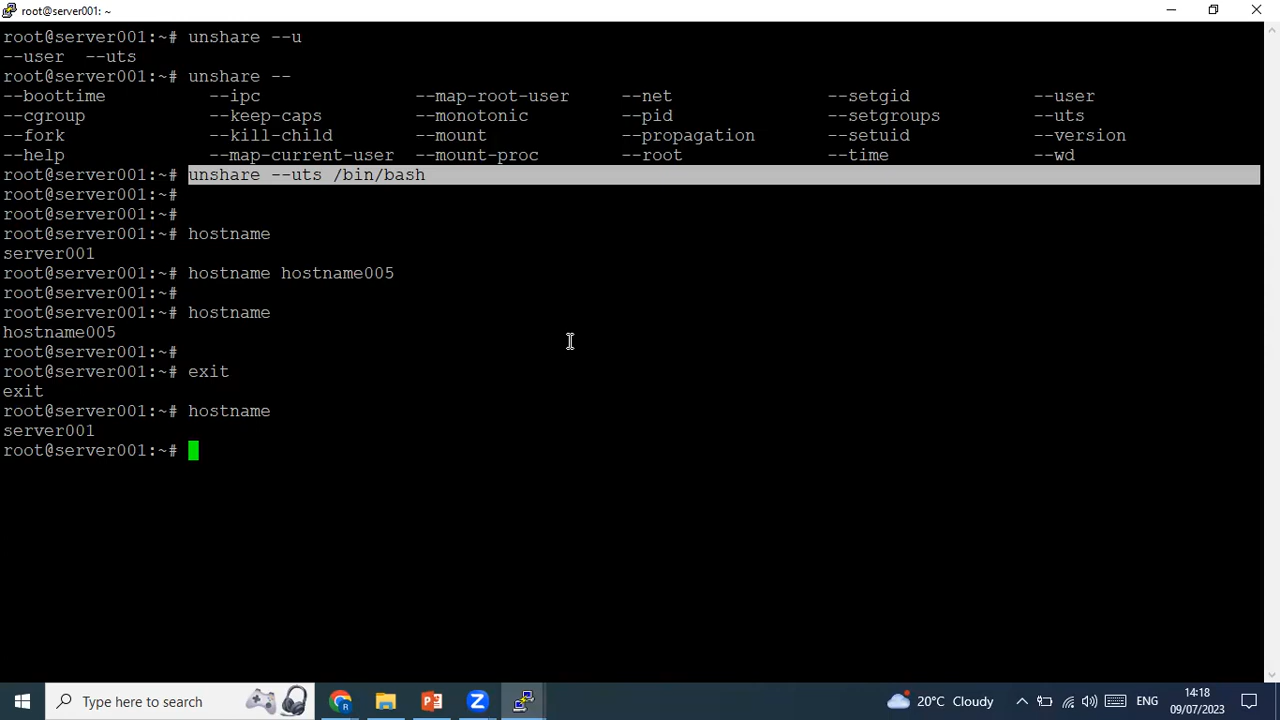 root@server001: ~
root@server001:~# unshare --u
--user --uts
root@server001:~# unshare --
--boottime --ipc --map-root-user --net --setgid --user
--cgroup --keep-caps --monotonic --pid --setgroups --uts
--fork --kill-child --mount --propagation --setuid --version
--help --map-current-user --mount-proc --root --time --wd
root@server001:~# unshare --uts /bin/bash
root@server001:~#
root@server001:~#
root@server001:~# hostname
server001
root@server001:~# hostname hostname005
root@server001:~#
root@server001:~# hostname
hostname005
root@server001:~#
root@server001:~# exit
exit
root@server001:~# hostname
server001
root@server001:~#
Type here to search
20°C Cloudy
ENG
14:18
09/07/2023